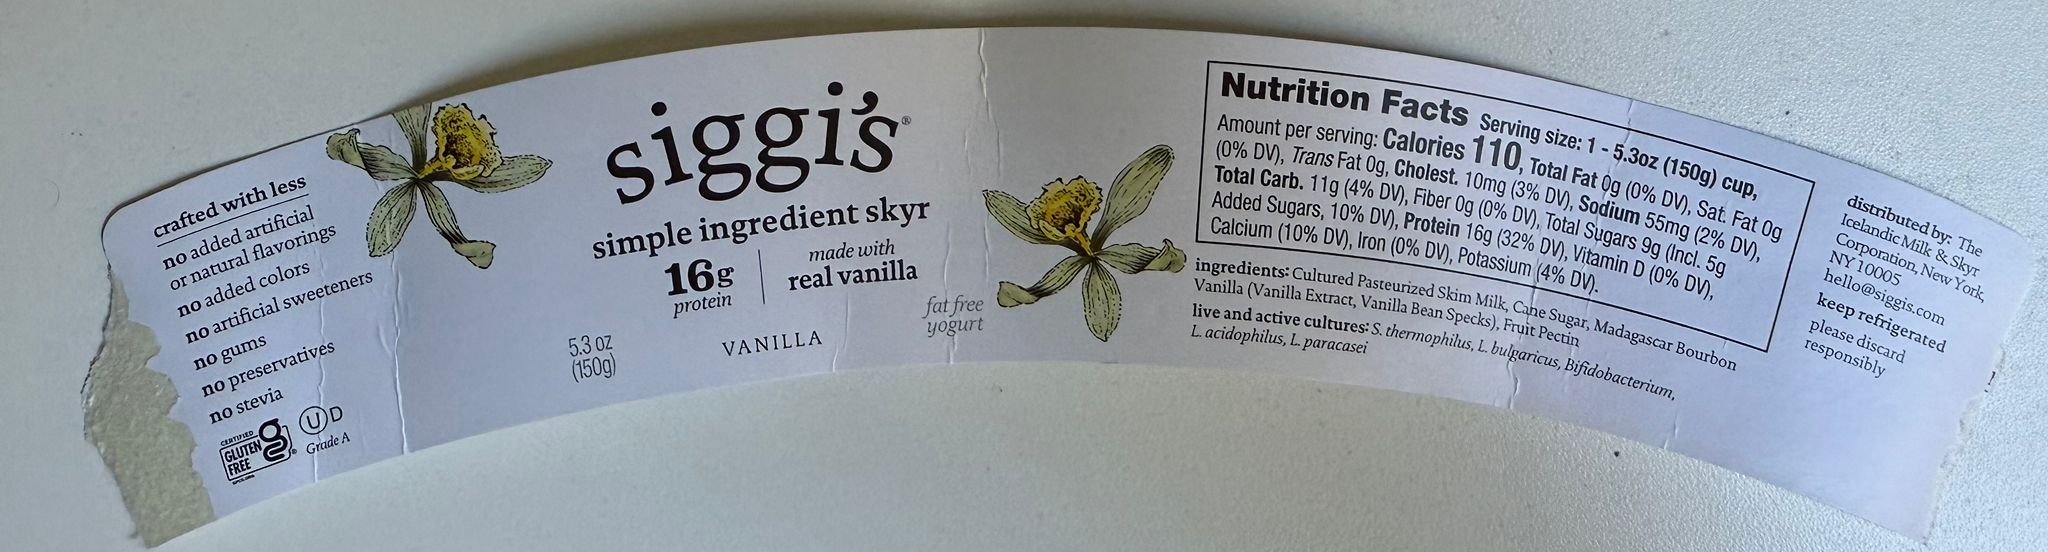 crafted with less
no added artificial
or natural flavorings
no added colors
no artificial sweeteners
no gums
no preservatives
no stevia
CERTIFIED
GLUTEN
FREE
U D
Grade A
siggi's®
simple ingredient skyr
16g
protein
made with
real vanilla
5.3 oz
(150g)
VANILLA
fat free
yogurt
Nutrition Facts Serving size: 1 - 5.3oz (150g) cup,
Amount per serving: Calories 110, Total Fat 0g (0% DV), Sat. Fat 0g
(0% DV), Trans Fat 0g, Cholest. 10mg (3% DV), Sodium 55mg (2% DV),
Total Carb. 11g (4% DV), Fiber 0g (0% DV), Total Sugars 9g (Incl. 5g
Added Sugars, 10% DV), Protein 16g (32% DV), Vitamin D (0% DV),
Calcium (10% DV), Iron (0% DV), Potassium (4% DV).
ingredients: Cultured Pasteurized Skim Milk, Cane Sugar, Madagascar Bourbon
Vanilla (Vanilla Extract, Vanilla Bean Specks), Fruit Pectin
live and active cultures: S. thermophilus, L. bulgaricus, Bifidobacterium,
L. acidophilus, L. paracasei
distributed by: The
Icelandic Milk & Skyr
Corporation, New York,
NY 10005
hello@siggis.com
keep refrigerated
please discard
responsibly